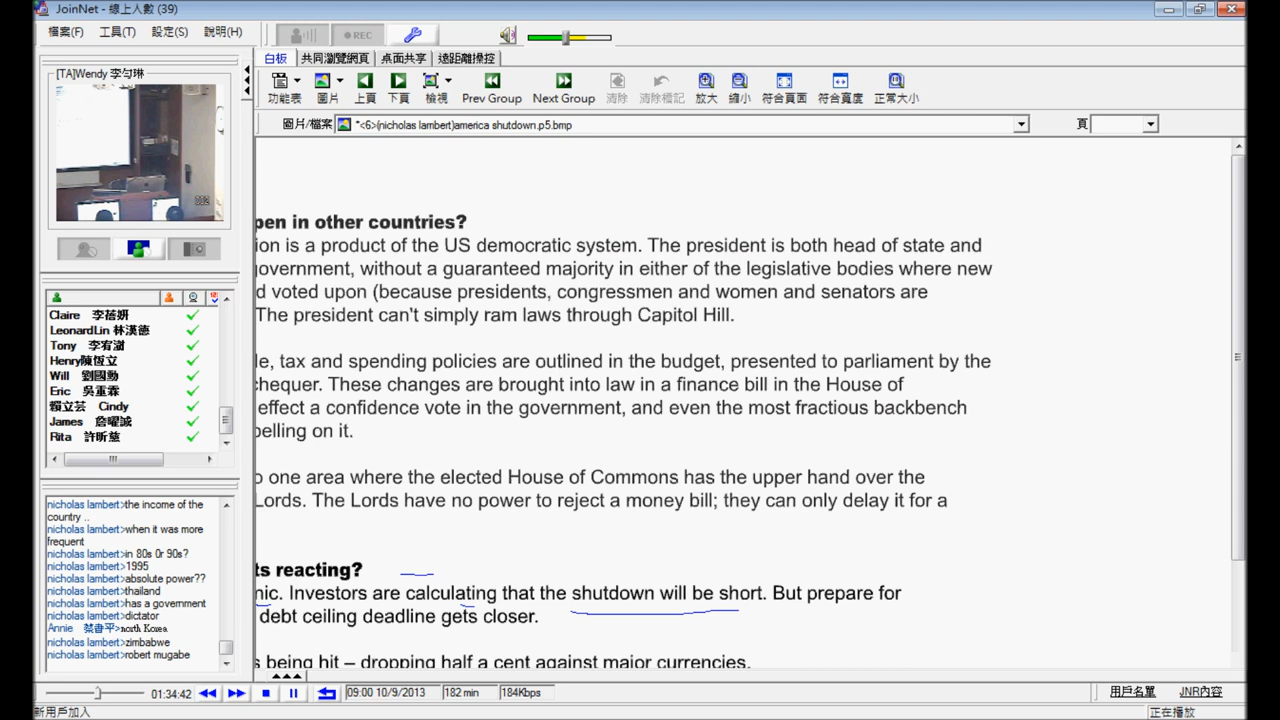 JoinNet - 線上人數 (39)
檔案(F) 工具(T) 設定(S) 說明(H)
REC
[TA]Wendy 李勻琳
白板 共同瀏覽網頁 桌面共享 遠距離操控
功能表 圖片 上頁 下頁 檢視 Prev Group Next Group 清除 清除標記 放大 縮小 符合頁面 符合寬度 正常大小
圖片/檔案 *<6>(nicholas lambert)america shutdown.p5.bmp 頁
Claire 李蓓妍
LeonardLin 林漢德
Tony 李宥澍
Henry陳恆立
Will 劉國勳
Eric 吳重霖
賴立芸 Cindy
James 詹曜誠
Rita 許昕慈
nicholas lambert>the income of the
country ..
nicholas lambert>when it was more
frequent
nicholas lambert>in 80s 0r 90s?
nicholas lambert>1995
nicholas lambert>absolute power??
nicholas lambert>thailand
nicholas lambert>has a government
nicholas lambert>dictator
Annie 蔡書平>north Korea
nicholas lambert>zimbabwe
nicholas lambert>robert mugabe
pen in other countries?
ion is a product of the US democratic system. The president is both head of state and
government, without a guaranteed majority in either of the legislative bodies where new
d voted upon (because presidents, congressmen and women and senators are
The president can't simply ram laws through Capitol Hill.
le, tax and spending policies are outlined in the budget, presented to parliament by the
chequer. These changes are brought into law in a finance bill in the House of
effect a confidence vote in the government, and even the most fractious backbench
belling on it.
o one area where the elected House of Commons has the upper hand over the
Lords. The Lords have no power to reject a money bill; they can only delay it for a
ts reacting?
nic. Investors are calculating that the shutdown will be short. But prepare for
debt ceiling deadline gets closer.
s being hit – dropping half a cent against major currencies.
01:34:42 09:00 10/9/2013 182 min 184Kbps 用戶名單 JNR內容
新用戶加入 正在播放